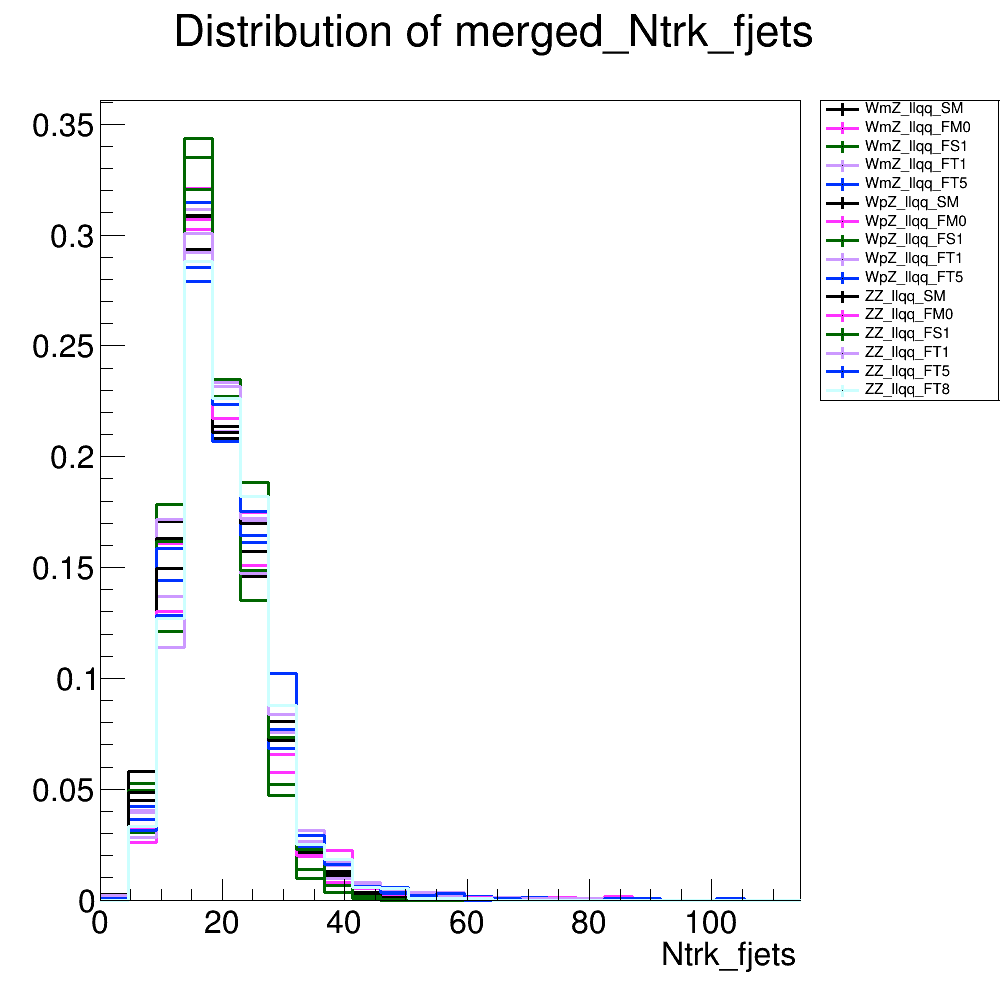 Distribution of merged_Ntrk_fjets
0.35
0.3
0.25
0.2
0.15
0.1
0.05
0
0 20 40 60 80 100
Ntrk_fjets
WmZ_llqq_SM
WmZ_llqq_FM0
WmZ_llqq_FS1
WmZ_llqq_FT1
WmZ_llqq_FT5
WpZ_llqq_SM
WpZ_llqq_FM0
WpZ_llqq_FS1
WpZ_llqq_FT1
WpZ_llqq_FT5
ZZ_llqq_SM
ZZ_llqq_FM0
ZZ_llqq_FS1
ZZ_llqq_FT1
ZZ_llqq_FT5
ZZ_llqq_FT8